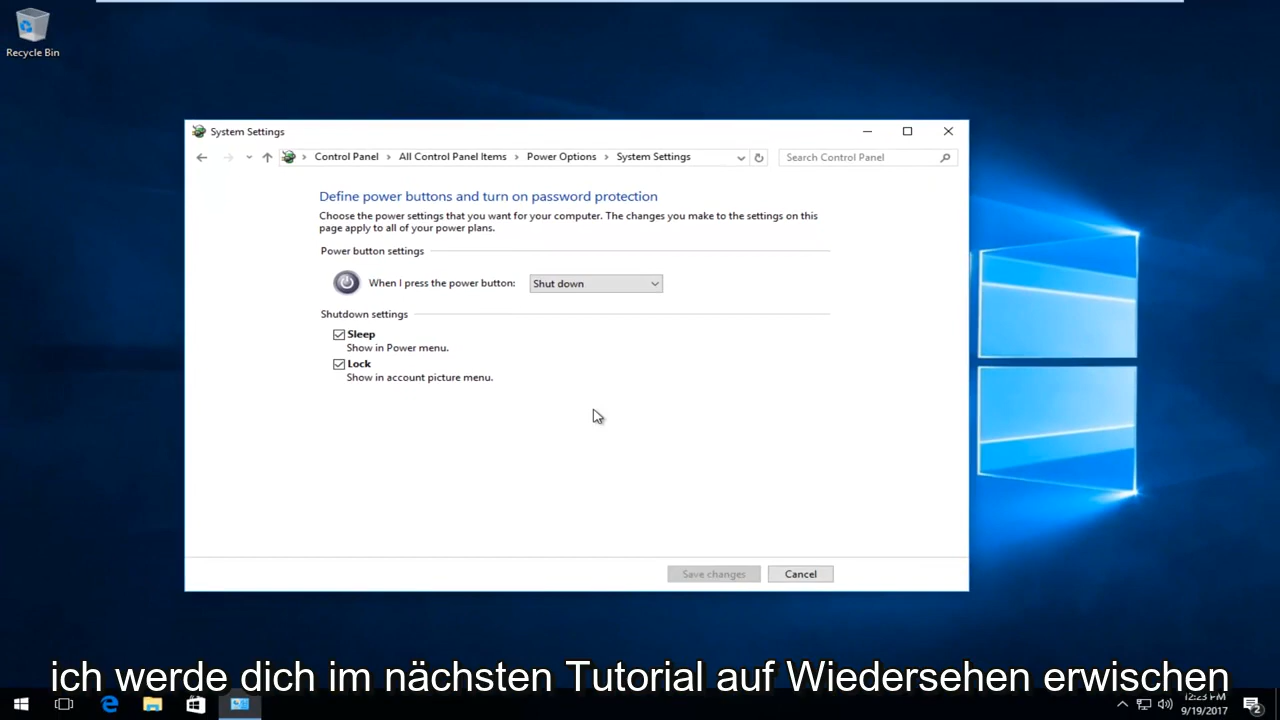 Recycle Bin
System Settings
Control Panel > All Control Panel Items > Power Options > System Settings
Search Control Panel
Define power buttons and turn on password protection
Choose the power settings that you want for your computer. The changes you make to the settings on this
page apply to all of your power plans.
Power button settings
When I press the power button: Shut down
Shutdown settings
Sleep
Show in Power menu.
Lock
Show in account picture menu.
Save changes Cancel
ich werde dich im nächsten Tutorial auf Wiedersehen erwischen
12:23 PM
9/19/2017
2